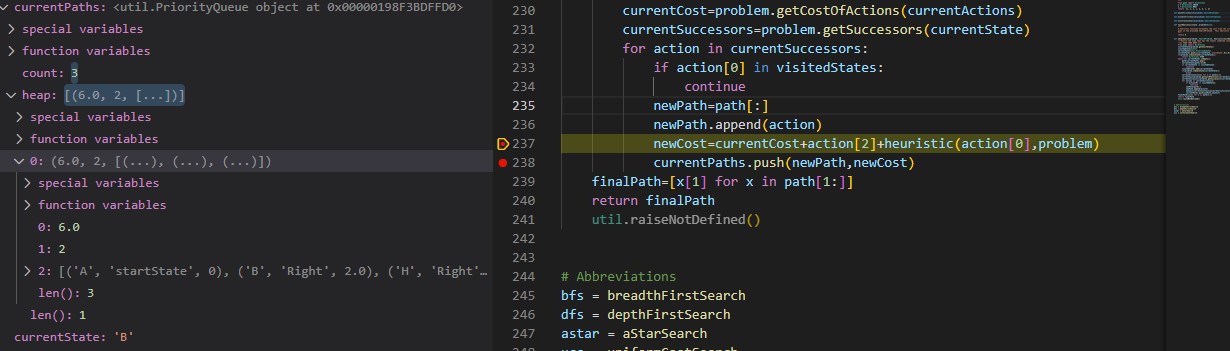 currentPaths: <util.PriorityQueue object at 0x00000198F3BDFFD0>
special variables
function variables
count: 3
heap: [(6.0, 2, [...])]
special variables
function variables
0: (6.0, 2, [(...), (...), (...)])
special variables
function variables
0: 6.0
1: 2
2: [('A', 'startState', 0), ('B', 'Right', 2.0), ('H', 'Right'...
len(): 3
len(): 1
currentState: 'B'
230 currentCost=problem.getCostOfActions(currentActions)
231 currentSuccessors=problem.getSuccessors(currentState)
232 for action in currentSuccessors:
233 if action[0] in visitedStates:
234 continue
235 newPath=path[:]
236 newPath.append(action)
237 newCost=currentCost+action[2]+heuristic(action[0],problem)
238 currentPaths.push(newPath,newCost)
239 finalPath=[x[1] for x in path[1:]]
240 return finalPath
241 util.raiseNotDefined()
242
243
244 # Abbreviations
245 bfs = breadthFirstSearch
246 dfs = depthFirstSearch
247 astar = aStarSearch